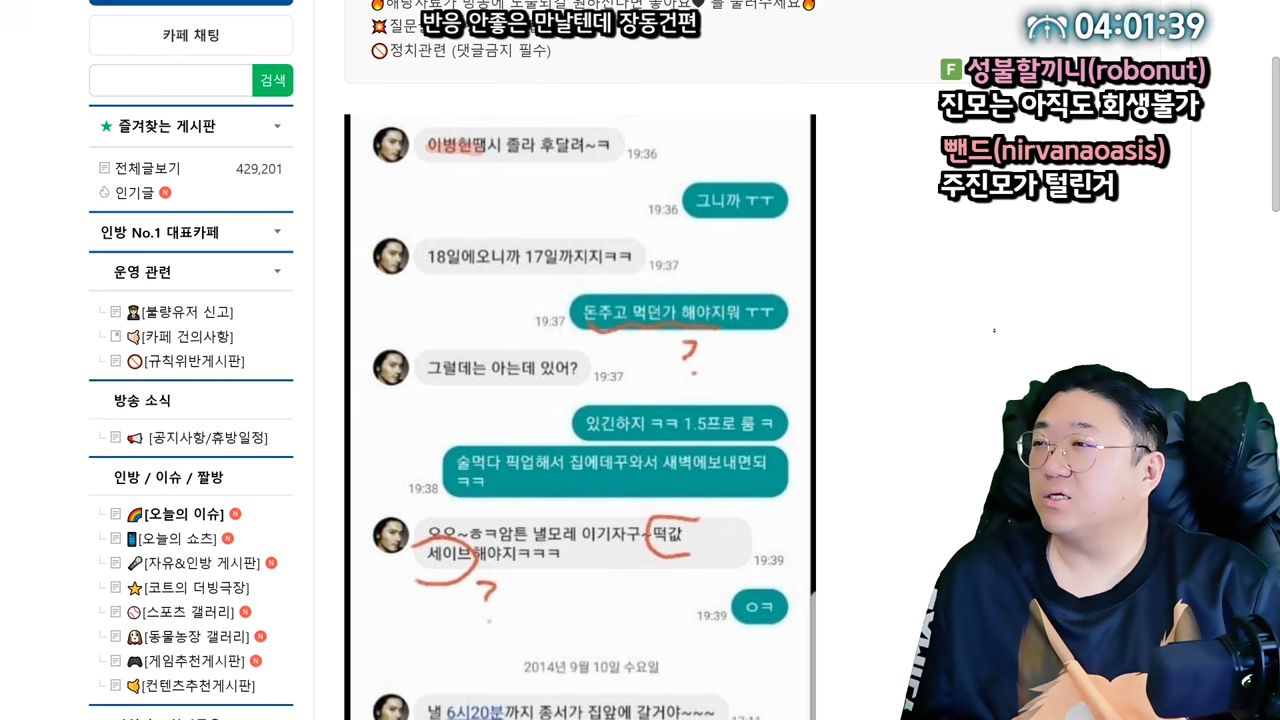 카페 채팅
검색
★ 즐겨찾는 게시판
전체글보기 429,201
인기글 N
인방 No.1 대표카페
운영 관련
[불량유저 신고]
[카페 건의사항]
[규칙위반게시판]
방송 소식
[공지사항/휴방일정]
인방 / 이슈 / 짤방
[오늘의 이슈] N
[오늘의 쇼츠] N
[자유&인방 게시판] N
[코트의 더빙극장]
[스포츠 갤러리] N
[동물농장 갤러리] N
[게임추천게시판] N
[컨텐츠추천게시판]
반응 안좋은 만날텐데 장동건편
정치관련 (댓글금지 필수)
이병헌땜시 졸라 후달려~ㅋ
19:36
그니까 ㅜㅜ
19:36
18일에오니까 17일까지지ㅋㅋ
19:37
돈주고 먹던가 해야지뭐 ㅜㅜ
19:37
?
그럴데는 아는데 있어?
19:37
있긴하지 ㅋㅋ 1.5프로 룸 ㅋ
술먹다 픽업해서 집에데꾸와서 새벽에보내면되
ㅋㅋ
19:38
오오~ㅎㅋ암튼 낼모레 이기자구~떡값
세이브해야지ㅋㅋㅋ
19:39
?
ㅇㅋ
19:39
2014년 9월 10일 수요일
낼 6시20분까지 종서가 집앞에 갈거야~~~
04:01:39
F 성불할끼니(robonut)
진모는 아직도 회생불가
뺀드(nirvanaoasis)
주진모가 털린거